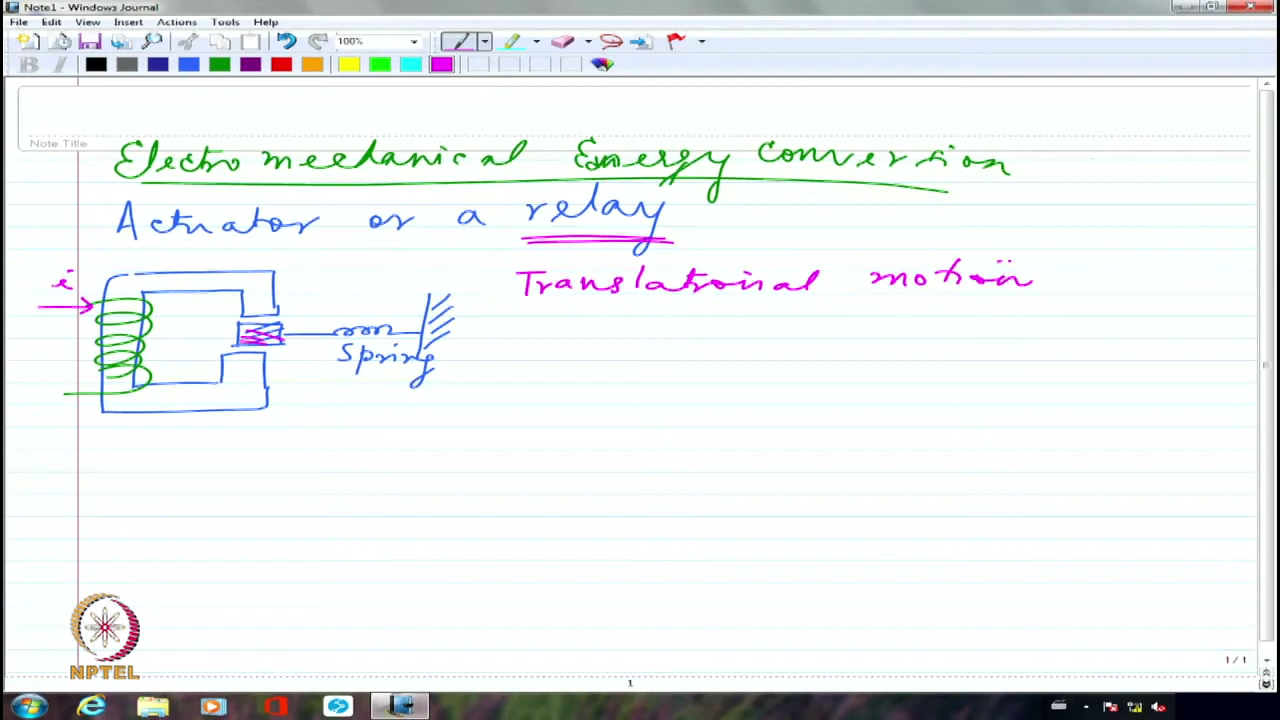 Note1 - Windows Journal
File Edit View Insert Actions Tools Help
100%
B I
Note Title
Electromechanical Energy conversion
Actuator or a relay
Translational motion
i
Spring
NPTEL
1 / 1
1